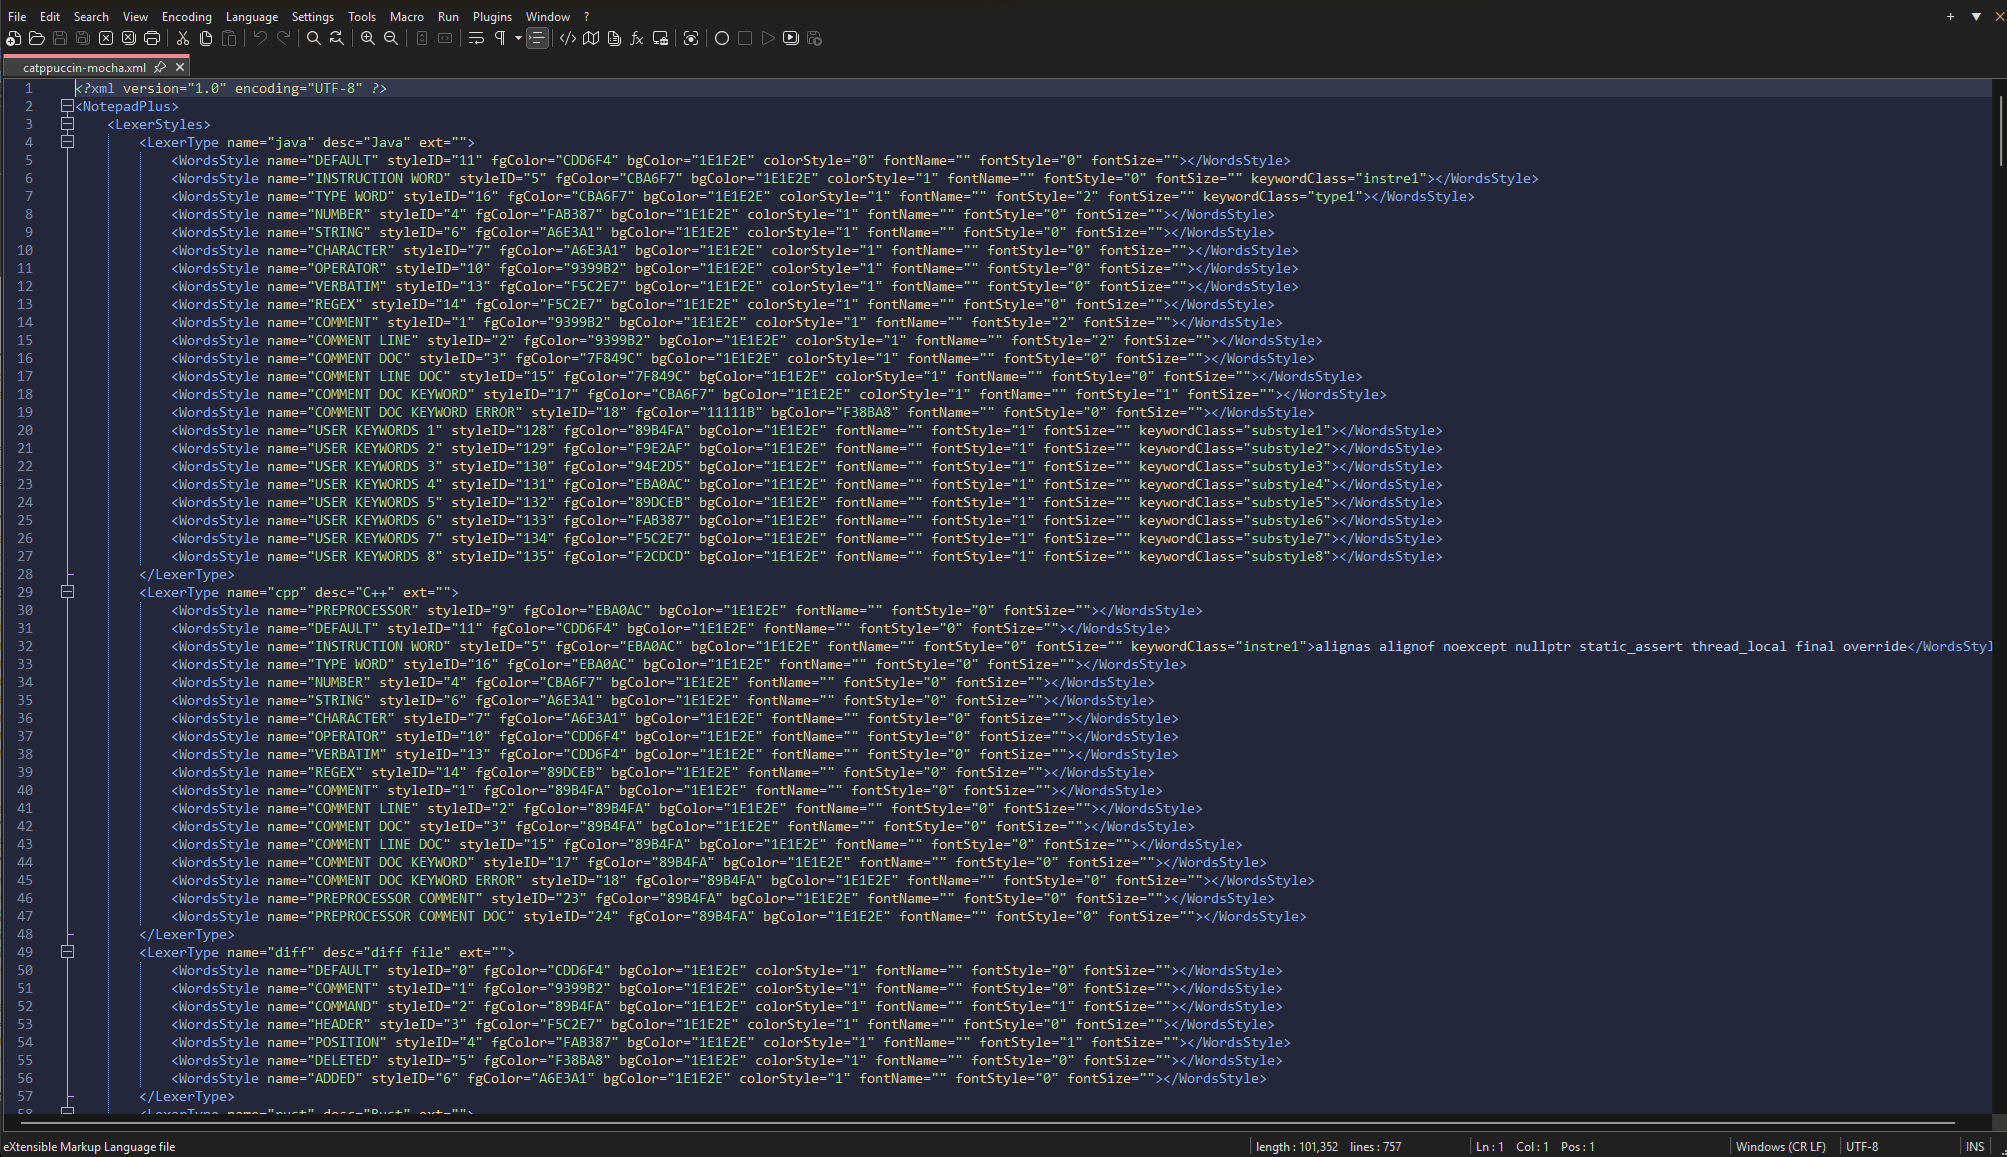 File Edit Search View Encoding Language Settings Tools Macro Run Plugins Window ?
catppuccin-mocha.xml
1 <?xml version="1.0" encoding="UTF-8" ?>
2 <NotepadPlus>
3 <LexerStyles>
4 <LexerType name="java" desc="Java" ext="">
5 <WordsStyle name="DEFAULT" styleID="11" fgColor="CDD6F4" bgColor="1E1E2E" colorStyle="0" fontName="" fontStyle="0" fontSize=""></WordsStyle>
6 <WordsStyle name="INSTRUCTION WORD" styleID="5" fgColor="CBA6F7" bgColor="1E1E2E" colorStyle="1" fontName="" fontStyle="0" fontSize="" keywordClass="instre1"></WordsStyle>
7 <WordsStyle name="TYPE WORD" styleID="16" fgColor="CBA6F7" bgColor="1E1E2E" colorStyle="1" fontName="" fontStyle="2" fontSize="" keywordClass="type1"></WordsStyle>
8 <WordsStyle name="NUMBER" styleID="4" fgColor="FAB387" bgColor="1E1E2E" colorStyle="1" fontName="" fontStyle="0" fontSize=""></WordsStyle>
9 <WordsStyle name="STRING" styleID="6" fgColor="A6E3A1" bgColor="1E1E2E" colorStyle="1" fontName="" fontStyle="0" fontSize=""></WordsStyle>
10 <WordsStyle name="CHARACTER" styleID="7" fgColor="A6E3A1" bgColor="1E1E2E" colorStyle="1" fontName="" fontStyle="0" fontSize=""></WordsStyle>
11 <WordsStyle name="OPERATOR" styleID="10" fgColor="9399B2" bgColor="1E1E2E" colorStyle="1" fontName="" fontStyle="0" fontSize=""></WordsStyle>
12 <WordsStyle name="VERBATIM" styleID="13" fgColor="F5C2E7" bgColor="1E1E2E" colorStyle="1" fontName="" fontStyle="0" fontSize=""></WordsStyle>
13 <WordsStyle name="REGEX" styleID="14" fgColor="F5C2E7" bgColor="1E1E2E" colorStyle="1" fontName="" fontStyle="0" fontSize=""></WordsStyle>
14 <WordsStyle name="COMMENT" styleID="1" fgColor="9399B2" bgColor="1E1E2E" colorStyle="1" fontName="" fontStyle="2" fontSize=""></WordsStyle>
15 <WordsStyle name="COMMENT LINE" styleID="2" fgColor="9399B2" bgColor="1E1E2E" colorStyle="1" fontName="" fontStyle="2" fontSize=""></WordsStyle>
16 <WordsStyle name="COMMENT DOC" styleID="3" fgColor="7F849C" bgColor="1E1E2E" colorStyle="1" fontName="" fontStyle="0" fontSize=""></WordsStyle>
17 <WordsStyle name="COMMENT LINE DOC" styleID="15" fgColor="7F849C" bgColor="1E1E2E" colorStyle="1" fontName="" fontStyle="0" fontSize=""></WordsStyle>
18 <WordsStyle name="COMMENT DOC KEYWORD" styleID="17" fgColor="CBA6F7" bgColor="1E1E2E" colorStyle="1" fontName="" fontStyle="1" fontSize=""></WordsStyle>
19 <WordsStyle name="COMMENT DOC KEYWORD ERROR" styleID="18" fgColor="11111B" bgColor="F38BA8" fontName="" fontStyle="0" fontSize=""></WordsStyle>
20 <WordsStyle name="USER KEYWORDS 1" styleID="128" fgColor="89B4FA" bgColor="1E1E2E" fontName="" fontStyle="1" fontSize="" keywordClass="substyle1"></WordsStyle>
21 <WordsStyle name="USER KEYWORDS 2" styleID="129" fgColor="F9E2AF" bgColor="1E1E2E" fontName="" fontStyle="1" fontSize="" keywordClass="substyle2"></WordsStyle>
22 <WordsStyle name="USER KEYWORDS 3" styleID="130" fgColor="94E2D5" bgColor="1E1E2E" fontName="" fontStyle="1" fontSize="" keywordClass="substyle3"></WordsStyle>
23 <WordsStyle name="USER KEYWORDS 4" styleID="131" fgColor="EBA0AC" bgColor="1E1E2E" fontName="" fontStyle="1" fontSize="" keywordClass="substyle4"></WordsStyle>
24 <WordsStyle name="USER KEYWORDS 5" styleID="132" fgColor="89DCEB" bgColor="1E1E2E" fontName="" fontStyle="1" fontSize="" keywordClass="substyle5"></WordsStyle>
25 <WordsStyle name="USER KEYWORDS 6" styleID="133" fgColor="FAB387" bgColor="1E1E2E" fontName="" fontStyle="1" fontSize="" keywordClass="substyle6"></WordsStyle>
26 <WordsStyle name="USER KEYWORDS 7" styleID="134" fgColor="F5C2E7" bgColor="1E1E2E" fontName="" fontStyle="1" fontSize="" keywordClass="substyle7"></WordsStyle>
27 <WordsStyle name="USER KEYWORDS 8" styleID="135" fgColor="F2CDCD" bgColor="1E1E2E" fontName="" fontStyle="1" fontSize="" keywordClass="substyle8"></WordsStyle>
28 </LexerType>
29 <LexerType name="cpp" desc="C++" ext="">
30 <WordsStyle name="PREPROCESSOR" styleID="9" fgColor="EBA0AC" bgColor="1E1E2E" fontName="" fontStyle="0" fontSize=""></WordsStyle>
31 <WordsStyle name="DEFAULT" styleID="11" fgColor="CDD6F4" bgColor="1E1E2E" fontName="" fontStyle="0" fontSize=""></WordsStyle>
32 <WordsStyle name="INSTRUCTION WORD" styleID="5" fgColor="EBA0AC" bgColor="1E1E2E" fontName="" fontStyle="0" fontSize="" keywordClass="instre1">alignas alignof noexcept nullptr static_assert thread_local final override</WordsStyl
33 <WordsStyle name="TYPE WORD" styleID="16" fgColor="EBA0AC" bgColor="1E1E2E" fontName="" fontStyle="0" fontSize=""></WordsStyle>
34 <WordsStyle name="NUMBER" styleID="4" fgColor="CBA6F7" bgColor="1E1E2E" fontName="" fontStyle="0" fontSize=""></WordsStyle>
35 <WordsStyle name="STRING" styleID="6" fgColor="A6E3A1" bgColor="1E1E2E" fontName="" fontStyle="0" fontSize=""></WordsStyle>
36 <WordsStyle name="CHARACTER" styleID="7" fgColor="A6E3A1" bgColor="1E1E2E" fontName="" fontStyle="0" fontSize=""></WordsStyle>
37 <WordsStyle name="OPERATOR" styleID="10" fgColor="CDD6F4" bgColor="1E1E2E" fontName="" fontStyle="0" fontSize=""></WordsStyle>
38 <WordsStyle name="VERBATIM" styleID="13" fgColor="CDD6F4" bgColor="1E1E2E" fontName="" fontStyle="0" fontSize=""></WordsStyle>
39 <WordsStyle name="REGEX" styleID="14" fgColor="89DCEB" bgColor="1E1E2E" fontName="" fontStyle="0" fontSize=""></WordsStyle>
40 <WordsStyle name="COMMENT" styleID="1" fgColor="89B4FA" bgColor="1E1E2E" fontName="" fontStyle="0" fontSize=""></WordsStyle>
41 <WordsStyle name="COMMENT LINE" styleID="2" fgColor="89B4FA" bgColor="1E1E2E" fontName="" fontStyle="0" fontSize=""></WordsStyle>
42 <WordsStyle name="COMMENT DOC" styleID="3" fgColor="89B4FA" bgColor="1E1E2E" fontName="" fontStyle="0" fontSize=""></WordsStyle>
43 <WordsStyle name="COMMENT LINE DOC" styleID="15" fgColor="89B4FA" bgColor="1E1E2E" fontName="" fontStyle="0" fontSize=""></WordsStyle>
44 <WordsStyle name="COMMENT DOC KEYWORD" styleID="17" fgColor="89B4FA" bgColor="1E1E2E" fontName="" fontStyle="0" fontSize=""></WordsStyle>
45 <WordsStyle name="COMMENT DOC KEYWORD ERROR" styleID="18" fgColor="89B4FA" bgColor="1E1E2E" fontName="" fontStyle="0" fontSize=""></WordsStyle>
46 <WordsStyle name="PREPROCESSOR COMMENT" styleID="23" fgColor="89B4FA" bgColor="1E1E2E" fontName="" fontStyle="0" fontSize=""></WordsStyle>
47 <WordsStyle name="PREPROCESSOR COMMENT DOC" styleID="24" fgColor="89B4FA" bgColor="1E1E2E" fontName="" fontStyle="0" fontSize=""></WordsStyle>
48 </LexerType>
49 <LexerType name="diff" desc="diff file" ext="">
50 <WordsStyle name="DEFAULT" styleID="0" fgColor="CDD6F4" bgColor="1E1E2E" colorStyle="1" fontName="" fontStyle="0" fontSize=""></WordsStyle>
51 <WordsStyle name="COMMENT" styleID="1" fgColor="9399B2" bgColor="1E1E2E" colorStyle="1" fontName="" fontStyle="0" fontSize=""></WordsStyle>
52 <WordsStyle name="COMMAND" styleID="2" fgColor="89B4FA" bgColor="1E1E2E" colorStyle="1" fontName="" fontStyle="1" fontSize=""></WordsStyle>
53 <WordsStyle name="HEADER" styleID="3" fgColor="F5C2E7" bgColor="1E1E2E" colorStyle="1" fontName="" fontStyle="0" fontSize=""></WordsStyle>
54 <WordsStyle name="POSITION" styleID="4" fgColor="FAB387" bgColor="1E1E2E" colorStyle="1" fontName="" fontStyle="1" fontSize=""></WordsStyle>
55 <WordsStyle name="DELETED" styleID="5" fgColor="F38BA8" bgColor="1E1E2E" colorStyle="1" fontName="" fontStyle="0" fontSize=""></WordsStyle>
56 <WordsStyle name="ADDED" styleID="6" fgColor="A6E3A1" bgColor="1E1E2E" colorStyle="1" fontName="" fontStyle="0" fontSize=""></WordsStyle>
57 </LexerType>
58 <LexerType name="rust" desc="Rust" ext="">
eXtensible Markup Language file length : 101,352 lines : 757 Ln : 1 Col : 1 Pos : 1 Windows (CR LF) UTF-8 INS